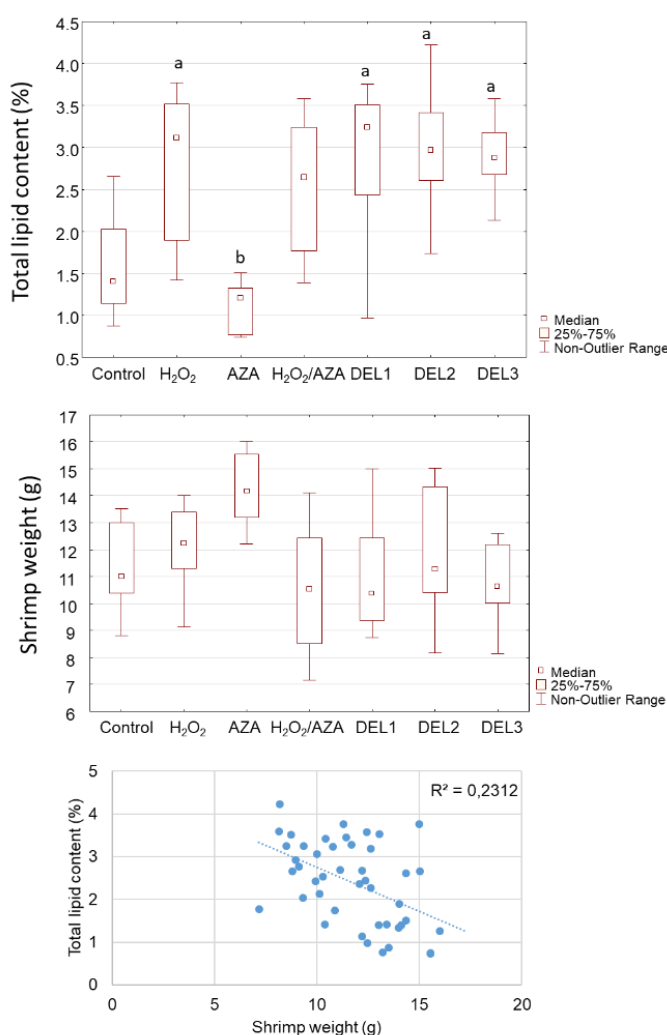 Total lipid content (%)
4.5
4.0
3.5
3.0
2.5
2.0
1.5
1.0
0.5
a
b
a
a
a
Control H₂O₂ AZA H₂O₂/AZA DEL1 DEL2 DEL3
Median
25%-75%
Non-Outlier Range
Shrimp weight (g)
17
16
15
14
13
12
11
10
9
8
7
6
Control H₂O₂ AZA H₂O₂/AZA DEL1 DEL2 DEL3
Median
25%-75%
Non-Outlier Range
Total lipid content (%)
5
4
3
2
1
0
R² = 0,2312
0 5 10 15 20
Shrimp weight (g)